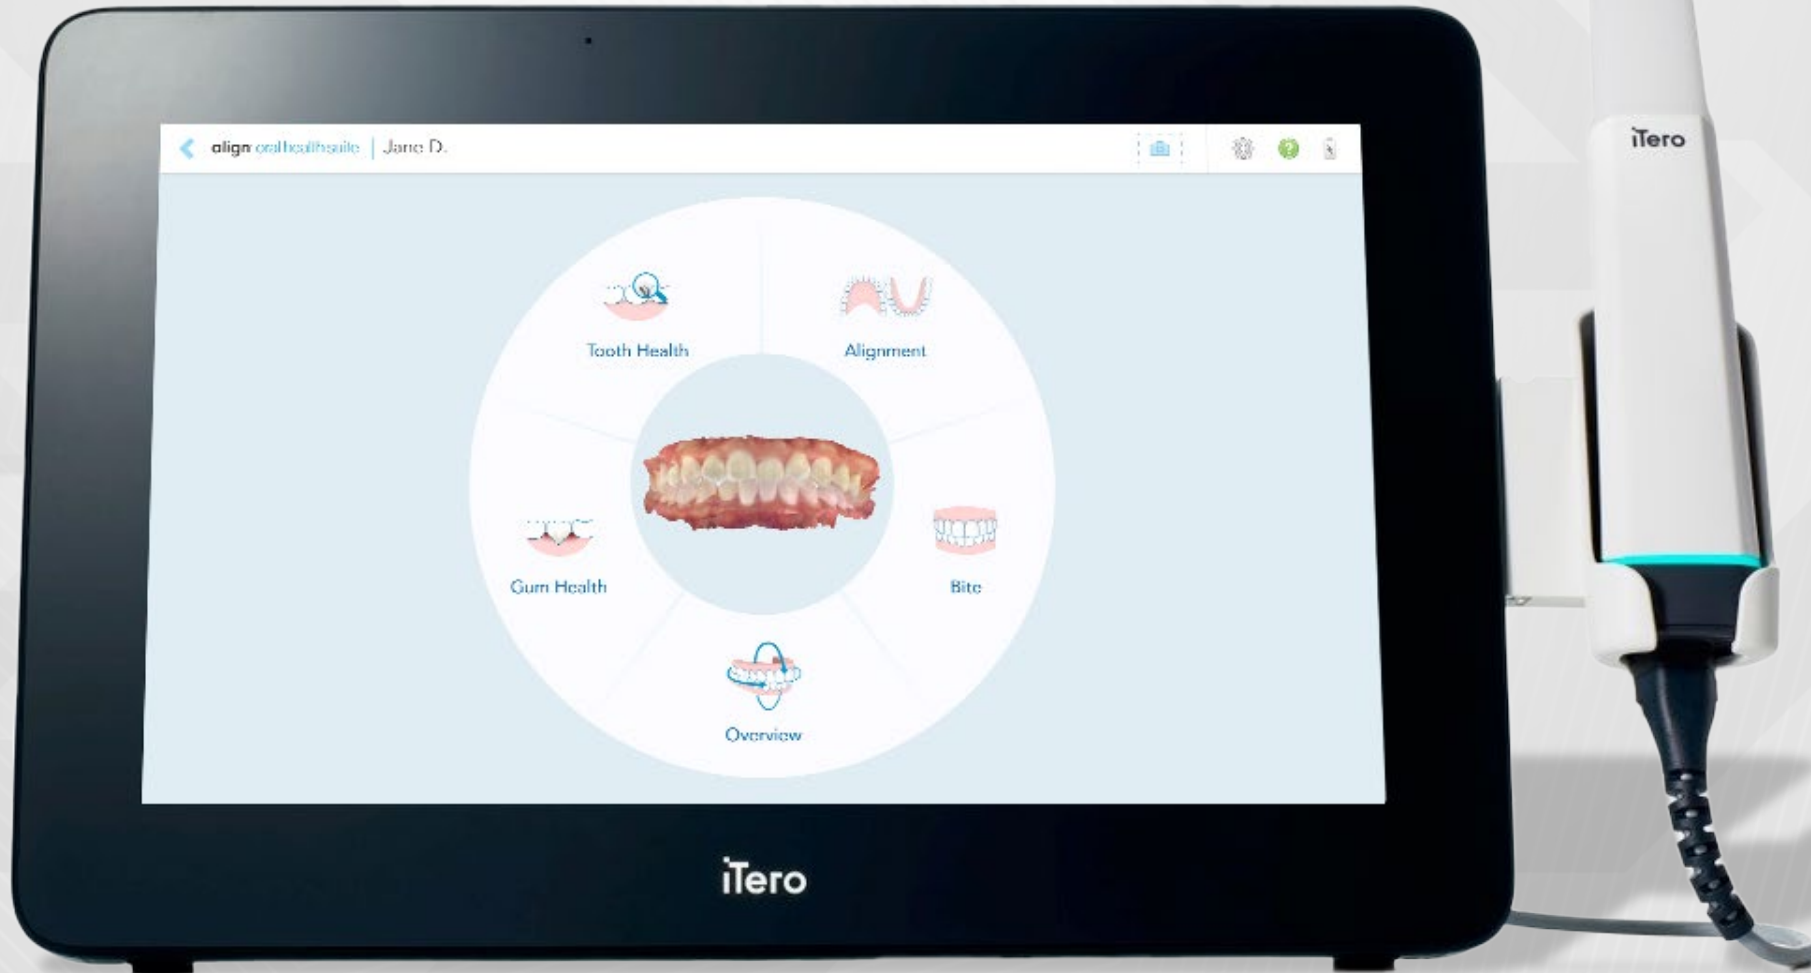 align oralhealthsuite | Jane D.
iTero
Tooth Health
Alignment
Gum Health
Bite
Overview
iTero